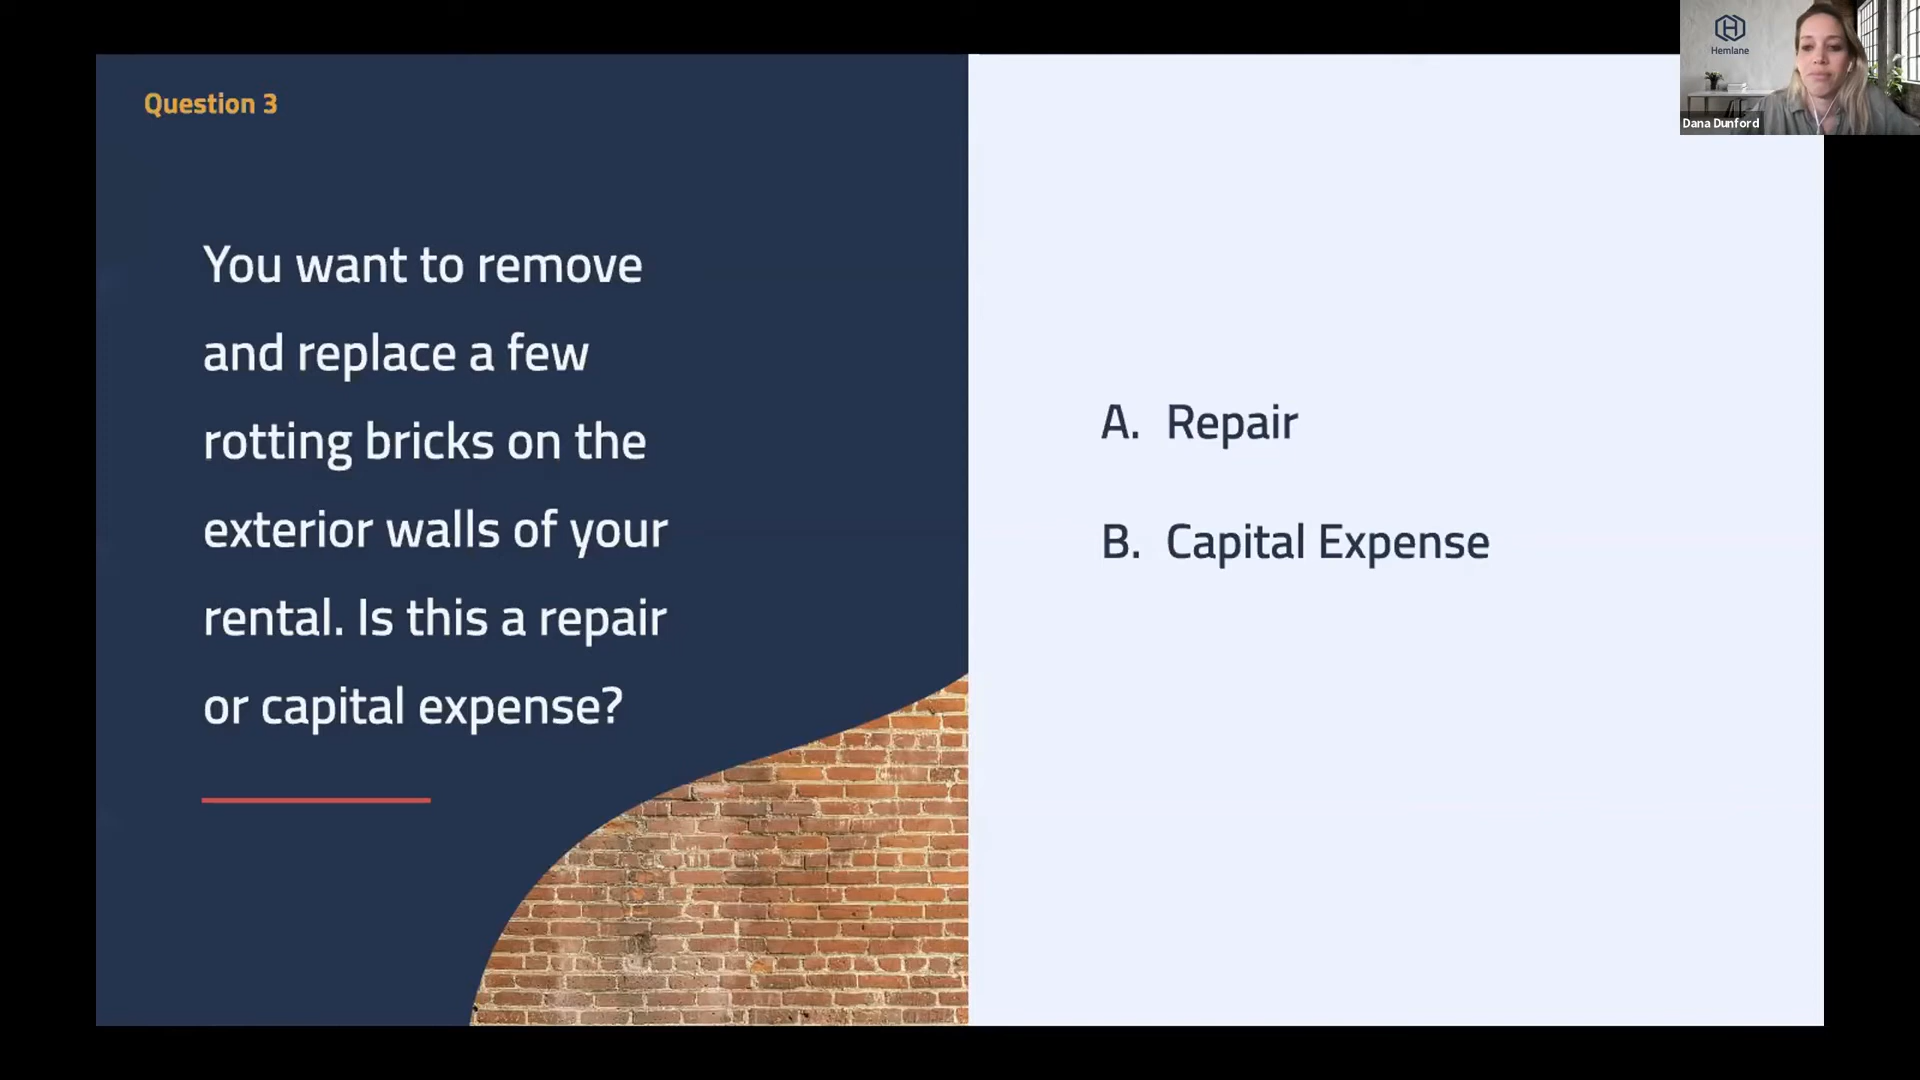 Question 3
You want to remove
and replace a few
rotting bricks on the
exterior walls of your
rental. Is this a repair
or capital expense?
A. Repair
B. Capital Expense
Hemlane
Dana Dunford